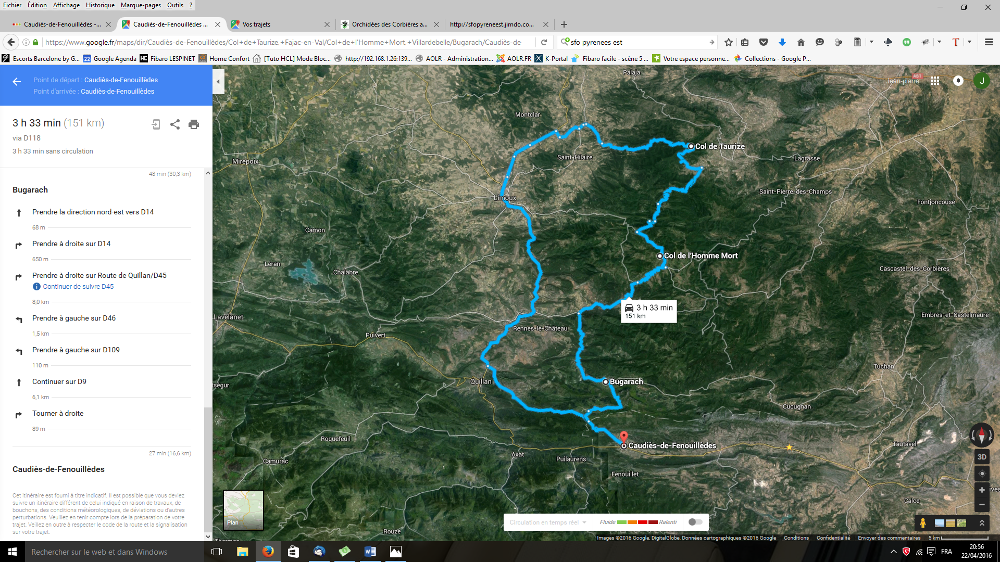 Fichier Édition Affichage Historique Marque-pages Outils ?
Caudiès-de-Fenouillèdes -...
Caudiès-de-Fenouillèdes ...
Vos trajets
Orchidées des Corbières a...
http://sfopyreneest.jimdo.co...
https://www.google.fr/maps/dir/Caudiès-de-Fenouillèdes/Col+de+Taurize,+Fajac-en-Val/Col+de+l'Homme+Mort,+Villardebelle/Bugarach/Caudiès-de-
sfo pyrenees est
Escorts Barcelone by G...
22 Google Agenda
HC Fibaro LESPINET
Home Confort
[Tuto HCL] Mode Bloc...
http://192.168.1.26:139...
AOLR - Administration...
AOLR.FR
K-Portal
Fibaro facile - scène 5 ...
Votre espace personne...
Collections - Google P...
Point de départ : Caudiès-de-Fenouillèdes
Point d'arrivée : Caudiès-de-Fenouillèdes
3 h 33 min (151 km)
via D118
3 h 33 min sans circulation
48 min (30,3 km)
Bugarach
Prendre la direction nord-est vers D14
68 m
Prendre à droite sur D14
650 m
Prendre à droite sur Route de Quillan/D45
Continuer de suivre D45
8,0 km
Prendre à gauche sur D46
1,5 km
Prendre à gauche sur D109
110 m
Continuer sur D9
6,1 km
Tourner à droite
89 m
27 min (16,6 km)
Caudiès-de-Fenouillèdes
Cet itinéraire est fourni à titre indicatif. Il est possible que vous deviez
suivre un itinéraire différent de celui indiqué en raison de travaux, de
bouchons, des conditions météorologiques, de déviations ou d'autres
perturbations. Veuillez en tenir compte lors de la préparation de votre
trajet. Veillez en outre à respecter le code de la route et la signalisation
sur votre trajet.
Palaja
A61
Jean-pierre
J
Montclar
Col de Taurize
Saint-Hilaire
Lagrasse
Mirepoix
Saint-Pierre-des-Champs
Limoux
Fontjoncouse
Camon
Col de l'Homme Mort
Léran
Chalabre
Cascastel-des-Corbières
3 h 33 min
151 km
Lavelanet
Embres-et-Castelmaure
Rennes-le-Château
Puivert
Tuchan
Quillan
Bugarach
tségur
Cucugnan
Roquefeuil
Caudiès-de-Fenouillèdes
Tautavel
Axat
Puilaurens
Camurac
3D
Fenouillet
ives
Calce
Plan
Circulation en temps réel
Fluide
Ralenti
Rouze
-Thermes
Images ©2016 Google, DigitalGlobe, Données cartographiques ©2016 Google
Conditions
Confidentialité
Envoyer des commentaires
5 km
Rechercher sur le web et dans Windows
FRA
20:56
22/04/2016